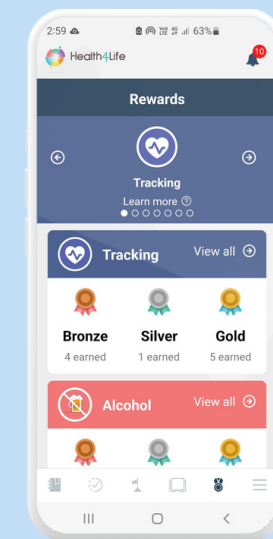 2:59 63%
Health4Life 10
Rewards
Tracking
Learn more
Tracking View all
Bronze Silver Gold
4 earned 1 earned 5 earned
Alcohol View all